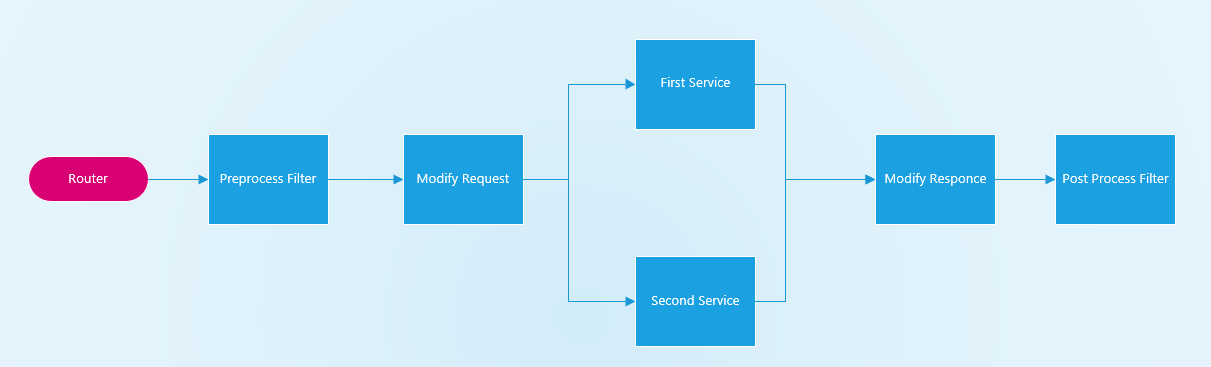 Router
Preprocess Filter
Modify Request
First Service
Second Service
Modify Responce
Post Process Filter